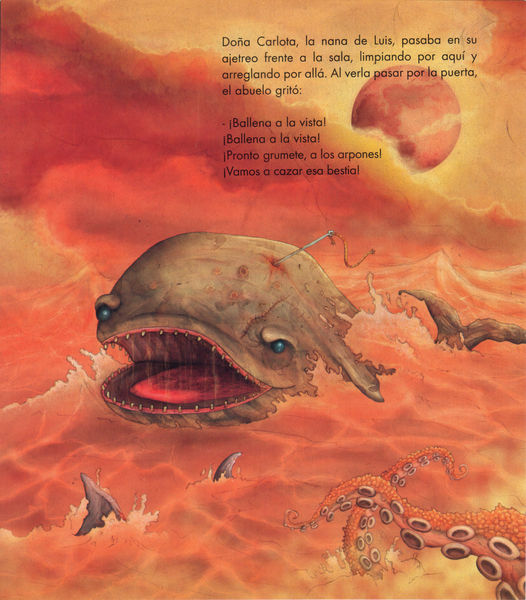 Doña Carlota, la nana de Luis, pasaba en su
ajetreo frente a la sala, limpiando por aquí y
arreglando por allá. Al verla pasar por la puerta,
el abuelo gritó:
- ¡Ballena a la vista!
¡Ballena a la vista!
¡Pronto grumete, a los arpones!
¡Vamos a cazar esa bestia!